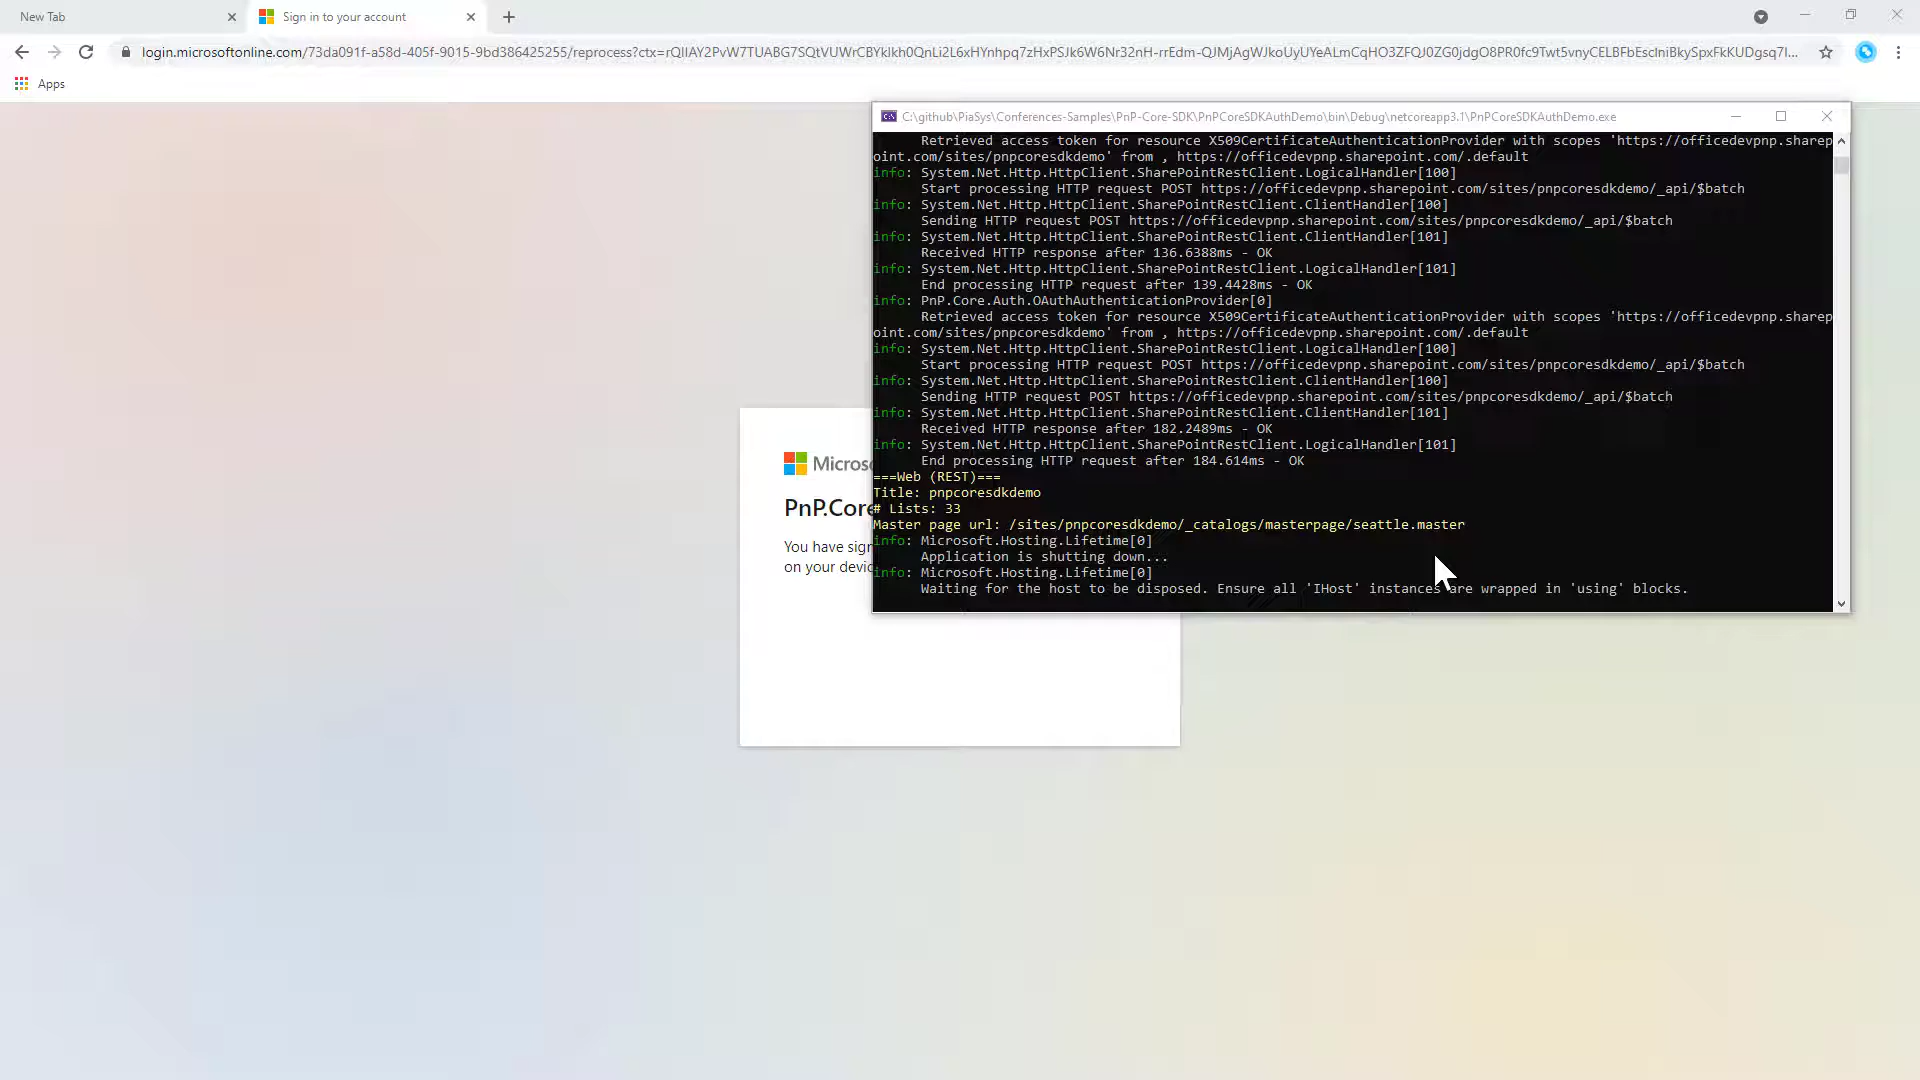 New Tab
Sign in to your account
login.microsoftonline.com/73da091f-a58d-405f-9015-9bd386425255/reprocess?ctx=
Apps
C:\github\PiaSys\Conferences-Samples\PnP-Core-SDK\PnPCoreSDKAuthDemo\bin\Debug\netcoreapp3.1\PnPCoreSDKAuthDemo.exe
Retrieved access token for resource X509CertificateAuthenticationProvider with scopes 'https://officedevpnp.sharep
oint.com/sites/pnpcoresdkdemo' from , https://officedevpnp.sharepoint.com/.default
info: System.Net.Http.HttpClient.SharePointRestClient.LogicalHandler[100]
Start processing HTTP request POST https://officedevpnp.sharepoint.com/sites/pnpcoresdkdemo/_api/$batch
info: System.Net.Http.HttpClient.SharePointRestClient.ClientHandler[100]
Sending HTTP request POST https://officedevpnp.sharepoint.com/sites/pnpcoresdkdemo/_api/$batch
info: System.Net.Http.HttpClient.SharePointRestClient.ClientHandler[101]
Received HTTP response after 136.6388ms - OK
info: System.Net.Http.HttpClient.SharePointRestClient.LogicalHandler[101]
End processing HTTP request after 139.4428ms - OK
info: PnP.Core.Auth.OAuthAuthenticationProvider[0]
Retrieved access token for resource X509CertificateAuthenticationProvider with scopes 'https://officedevpnp.sharep
oint.com/sites/pnpcoresdkdemo' from , https://officedevpnp.sharepoint.com/.default
info: System.Net.Http.HttpClient.SharePointRestClient.LogicalHandler[100]
Start processing HTTP request POST https://officedevpnp.sharepoint.com/sites/pnpcoresdkdemo/_api/$batch
info: System.Net.Http.HttpClient.SharePointRestClient.ClientHandler[100]
Sending HTTP request POST https://officedevpnp.sharepoint.com/sites/pnpcoresdkdemo/_api/$batch
info: System.Net.Http.HttpClient.SharePointRestClient.ClientHandler[101]
Received HTTP response after 182.2489ms - OK
info: System.Net.Http.HttpClient.SharePointRestClient.LogicalHandler[101]
End processing HTTP request after 184.614ms - OK
===Web (REST)===
Title: pnpcoresdkdemo
# Lists: 33
Master page url: /sites/pnpcoresdkdemo/_catalogs/masterpage/seattle.master
info: Microsoft.Hosting.Lifetime[0]
Application is shutting down...
info: Microsoft.Hosting.Lifetime[0]
Waiting for the host to be disposed. Ensure all 'IHost' instances are wrapped in 'using' blocks.
Micros
PnP.Core
You have sig
on your devic